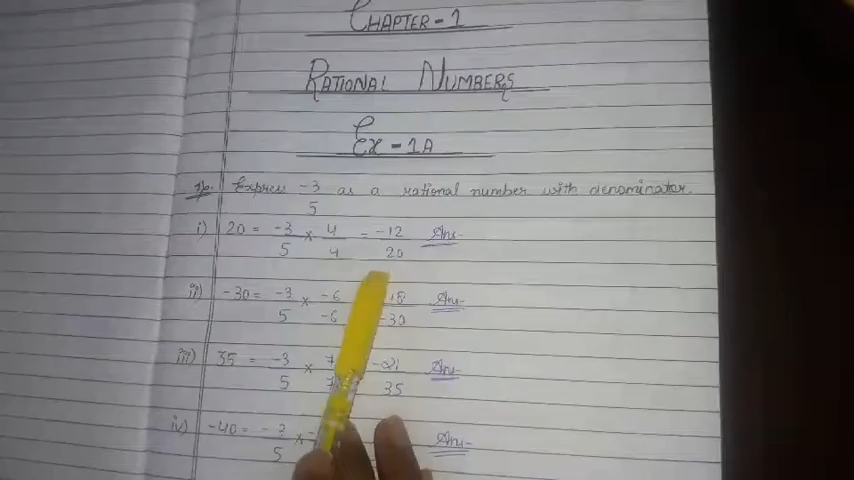 CHAPTER - 1
RATIONAL NUMBERS
Ex - 1A
Express -3/5 as a rational number with denominator.
i) 20 = -3/5 × 4/4 = -12/20 Ans-
ii) -30 = -3/5 × -6/-6 18/-30 Ans-
iii) 35 = -3/5 × 7/7 -21/35 Ans-
iv) -40 = -3/5 × - Ans-